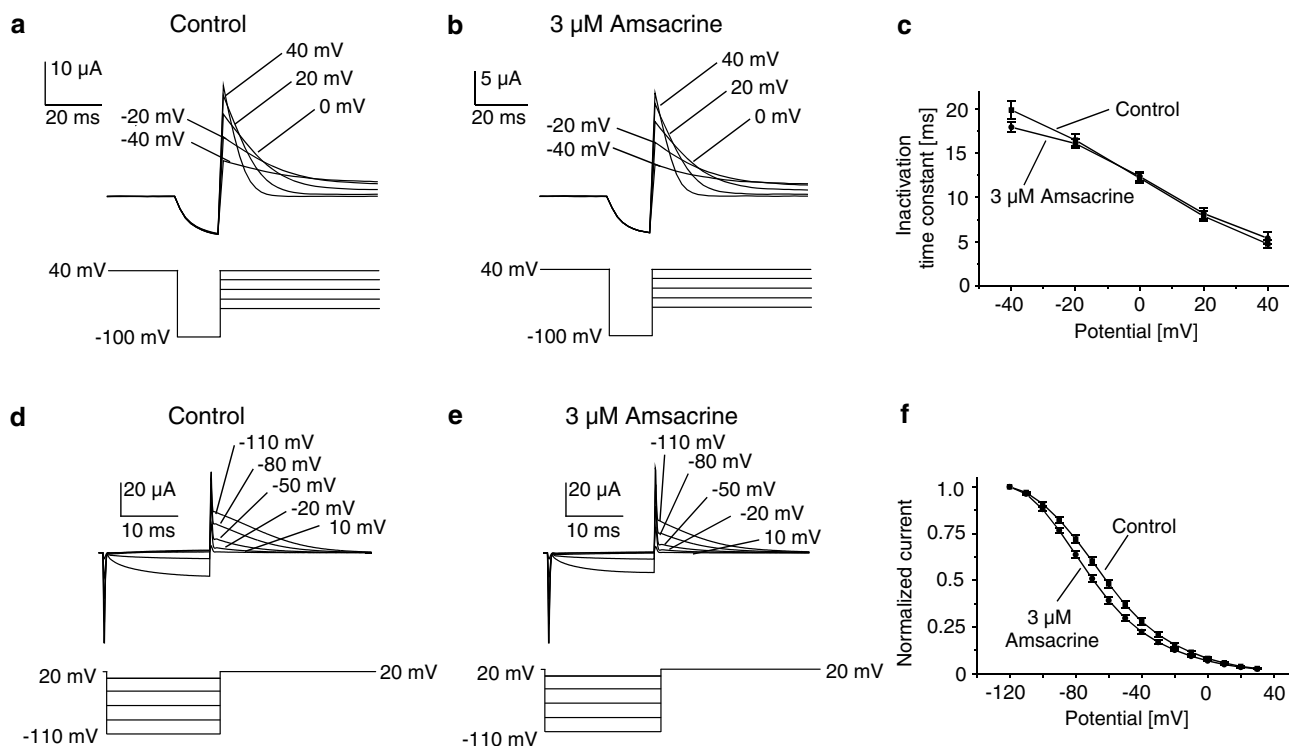 a
Control
10 µA
20 ms
40 mV
20 mV
0 mV
-20 mV
-40 mV
40 mV
-100 mV
b
3 µM Amsacrine
5 µA
20 ms
40 mV
20 mV
0 mV
-20 mV
-40 mV
40 mV
-100 mV
c
Inactivation
time constant [ms]
20
15
10
5
0
Control
3 µM Amsacrine
-40
-20
0
20
40
Potential [mV]
d
Control
20 µA
10 ms
-110 mV
-80 mV
-50 mV
-20 mV
10 mV
20 mV
20 mV
-110 mV
e
3 µM Amsacrine
20 µA
10 ms
-110 mV
-80 mV
-50 mV
-20 mV
10 mV
20 mV
20 mV
-110 mV
f
Normalized current
1.0
0.75
0.5
0.25
0
Control
3 µM
Amsacrine
-120
-80
-40
0
40
Potential [mV]